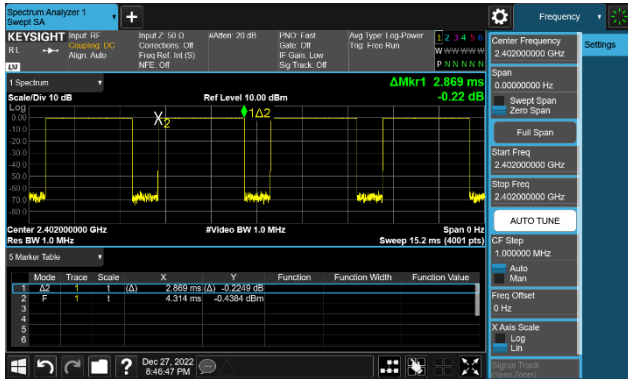 Spectrum Analyzer 1
Swept SA
+
Frequency
KEYSIGHT Input: RF Input Z: 50 Ω #Atten: 20 dB PNO: Fast Avg Type: Log-Power 1 2 3 4 5 6
R L Coupling: DC Corrections: Off Gate: Off Trig: Free Run W W W W W W
Align: Auto Freq Ref: Int (S) IF Gain: Low P N N N N N
NFE: Off Sig Track: Off
LXI
1 Spectrum
ΔMkr1 2.869 ms
Scale/Div 10 dB Ref Level 10.00 dBm -0.22 dB
Log
0.00
-10.0
-20.0
-30.0
-40.0
-50.0
-60.0
-70.0
-80.0
X2
1Δ2
Center 2.402000000 GHz #Video BW 1.0 MHz Span 0 Hz
Res BW 1.0 MHz Sweep 15.2 ms (4001 pts)
5 Marker Table
Mode Trace Scale X Y Function Function Width Function Value
1 Δ2 1 t (Δ) 2.869 ms (Δ) -0.2249 dB
2 F 1 t 4.314 ms -0.4384 dBm
3
4
5
6
Dec 27, 2022
8:46:47 PM
?
Center Frequency
2.402000000 GHz
Settings
Span
0.00000000 Hz
Swept Span
Zero Span
Full Span
Start Freq
2.402000000 GHz
Stop Freq
2.402000000 GHz
AUTO TUNE
CF Step
1.000000 MHz
Auto
Man
Freq Offset
0 Hz
X Axis Scale
Log
Lin
Signal Track
(Span Zoom)